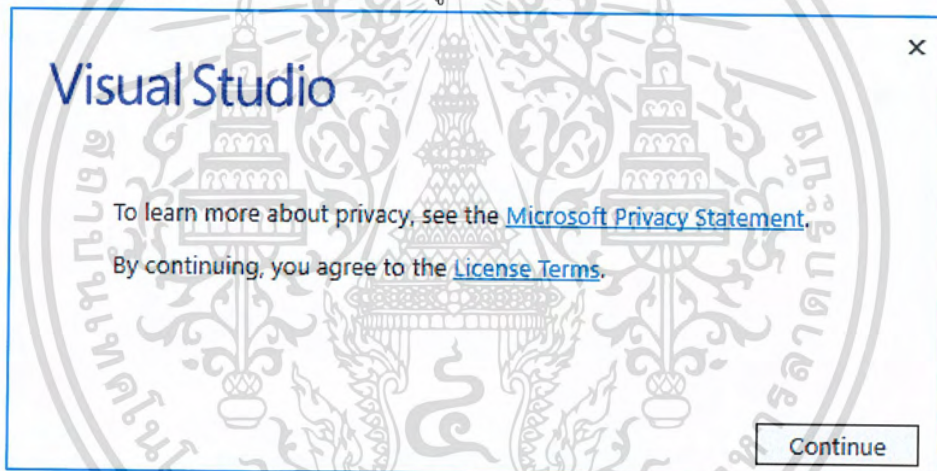 Visual Studio
To learn more about privacy, see the Microsoft Privacy Statement.
By continuing, you agree to the License Terms.
Continue